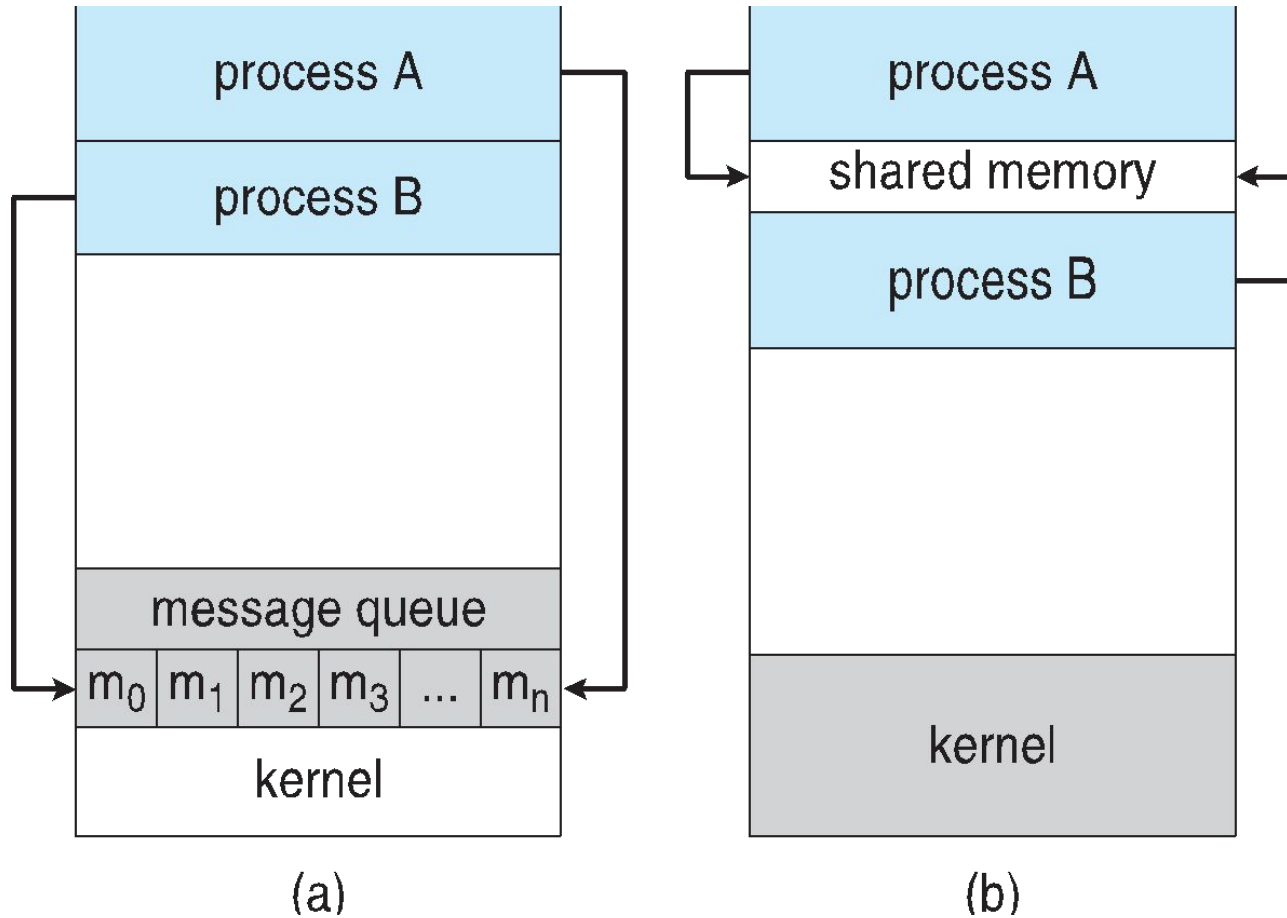 process A
process B
message queue
m₀ m₁ m₂ m₃ ... mₙ
kernel
(a)
process A
shared memory
process B
kernel
(b)